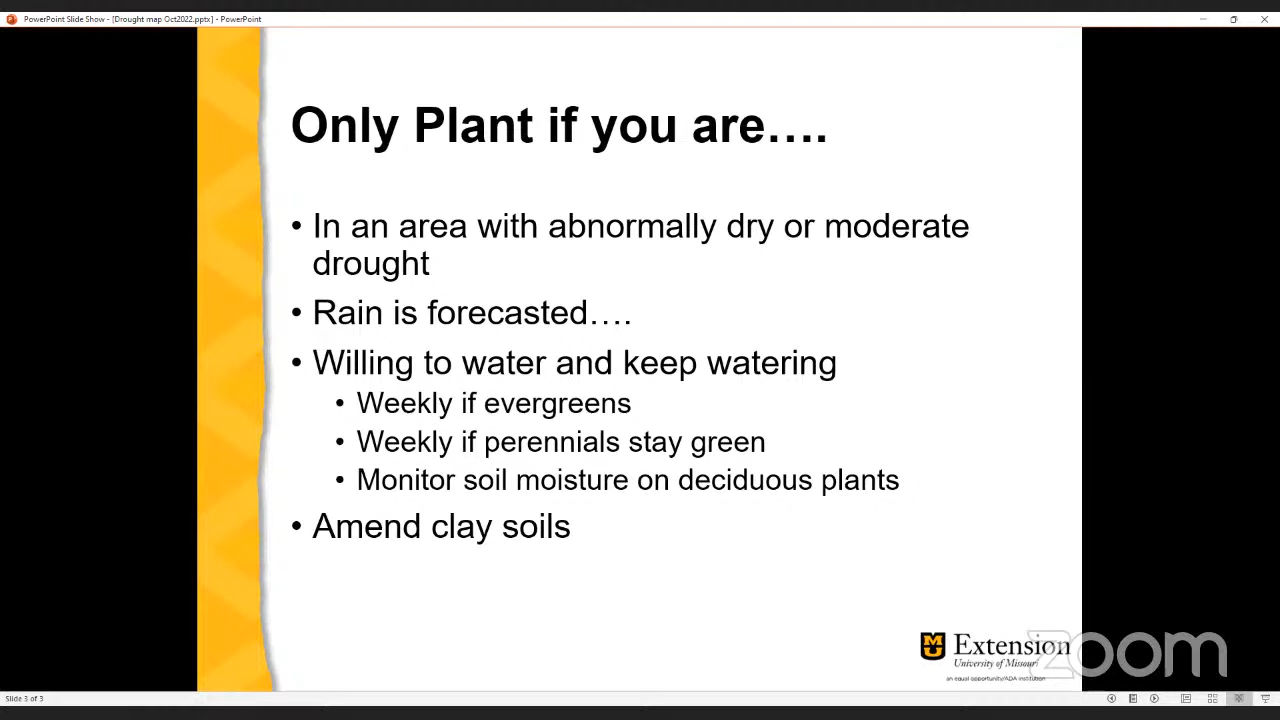 PowerPoint Slide Show - [Drought map Oct2022.pptx] - PowerPoint
Only Plant if you are….
• In an area with abnormally dry or moderate
drought
• Rain is forecasted….
• Willing to water and keep watering
• Weekly if evergreens
• Weekly if perennials stay green
• Monitor soil moisture on deciduous plants
• Amend clay soils
MU Extension
University of Missouri
an equal opportunity/ADA institution
zoom
Slide 3 of 3